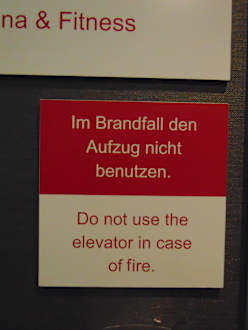 na & Fitness
Im Brandfall den
Aufzug nicht
benutzen.
Do not use the
elevator in case
of fire.